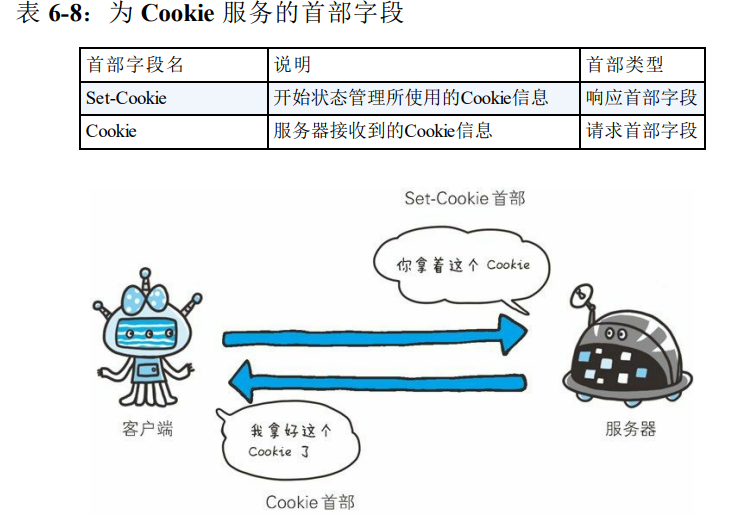 表 6-8：为 Cookie 服务的首部字段
首部字段名 说明 首部类型
Set-Cookie 开始状态管理所使用的Cookie信息 响应首部字段
Cookie 服务器接收到的Cookie信息 请求首部字段
Set-Cookie 首部
你拿着这个 Cookie
客户端
服务器
我拿好这个
Cookie 了
Cookie 首部